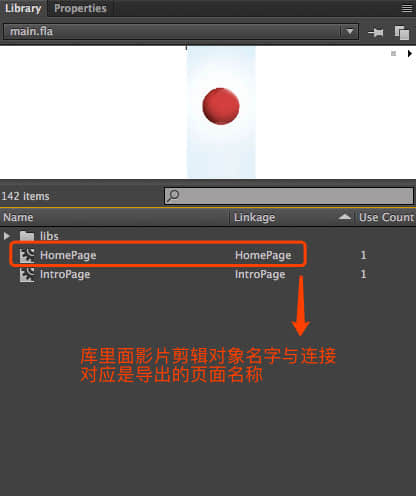 Library Properties
main.fla
142 items
Name Linkage Use Count
libs
HomePage HomePage 1
IntroPage IntroPage 1
库里面影片剪辑对象名字与连接
对应是导出的页面名称